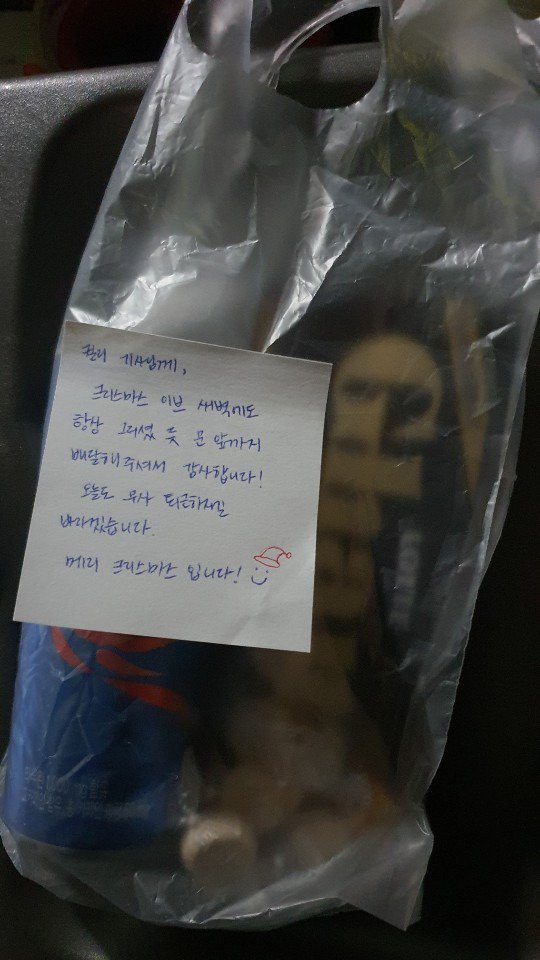 컬리 기사님께,
크리스마스 이브 새벽에도
항상 그러셨 듯 문 앞까지
배달해주셔서 감사합니다!
오늘도 무사 퇴근하시길
바라겠습니다.
메리 크리스마스 입니다!